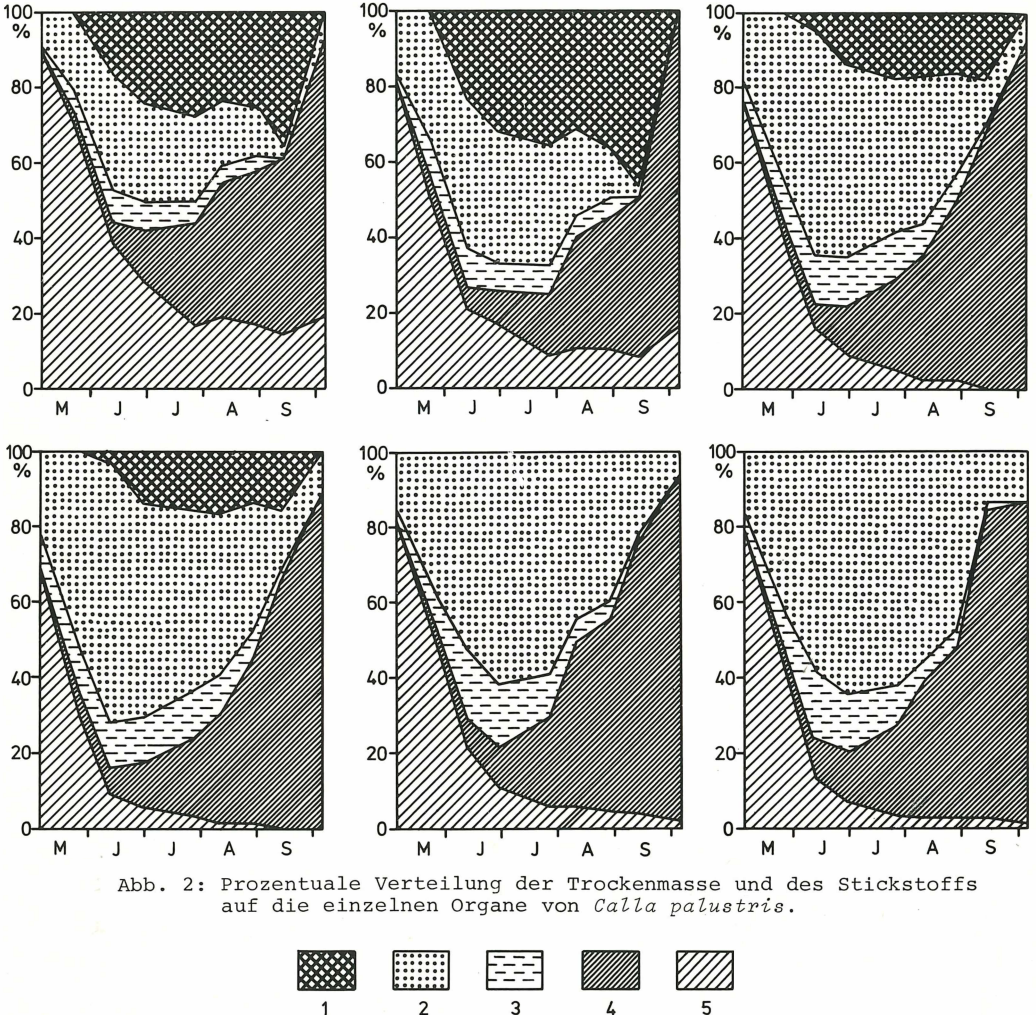 100 100 100
% % %
80 80 80
60 60 60
40 40 40
20 20 20
0 0 0
M J J A S M J J A S M J J A S
100 100 100
% % %
80 80 80
60 60 60
40 40 40
20 20 20
0 0 0
M J J A S M J J A S M J J A S
Abb. 2: Prozentuale Verteilung der Trockenmasse und des Stickstoffs
auf die einzelnen Organe von Calla palustris.
1 2 3 4 5